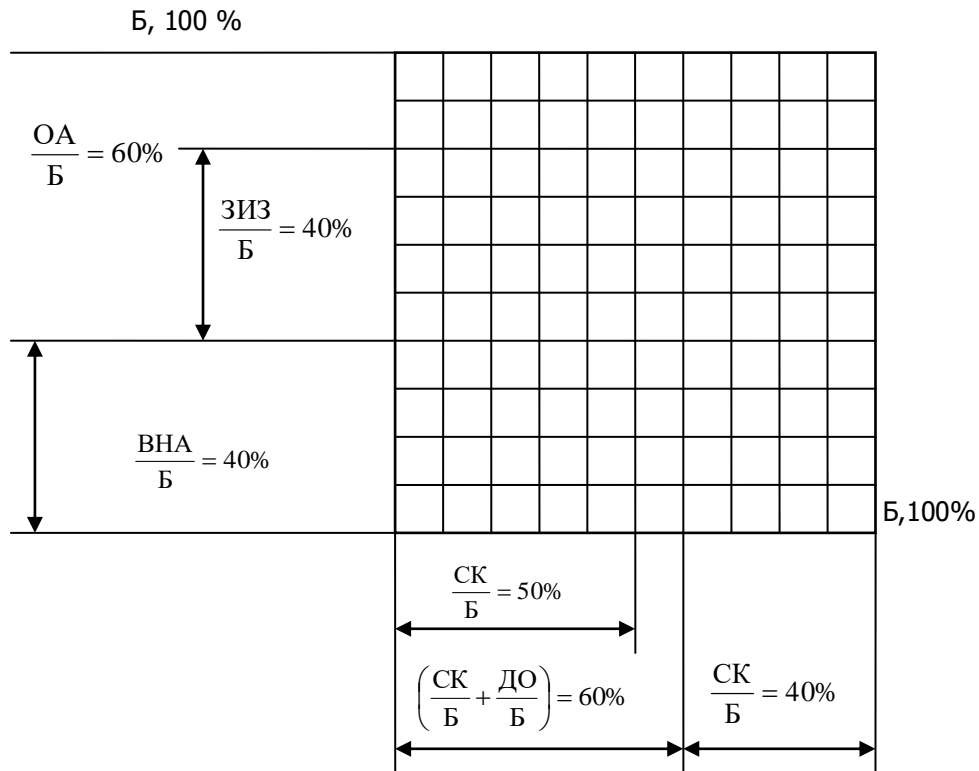 Б, 100 %
ОА/Б = 60%
ЗИЗ/Б = 40%
ВНА/Б = 40%
Б,100%
СК/Б = 50%
(СК/Б + ДО/Б) = 60%
СК/Б = 40%